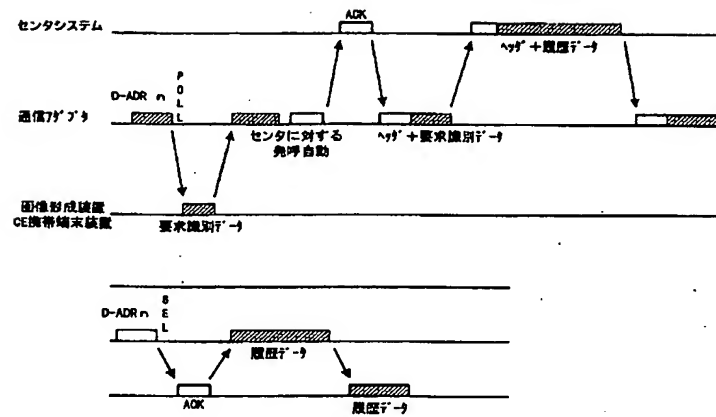 センタシステム
ACK
ヘッダ+履歴データ
D-ADR n
POLL
通信アダプタ
センタに対する
発呼自動
ヘッダ+要求識別データ
画像形成装置
CE携帯端末装置
要求識別データ
D-ADR n
SEL
履歴データ
ACK
履歴データ